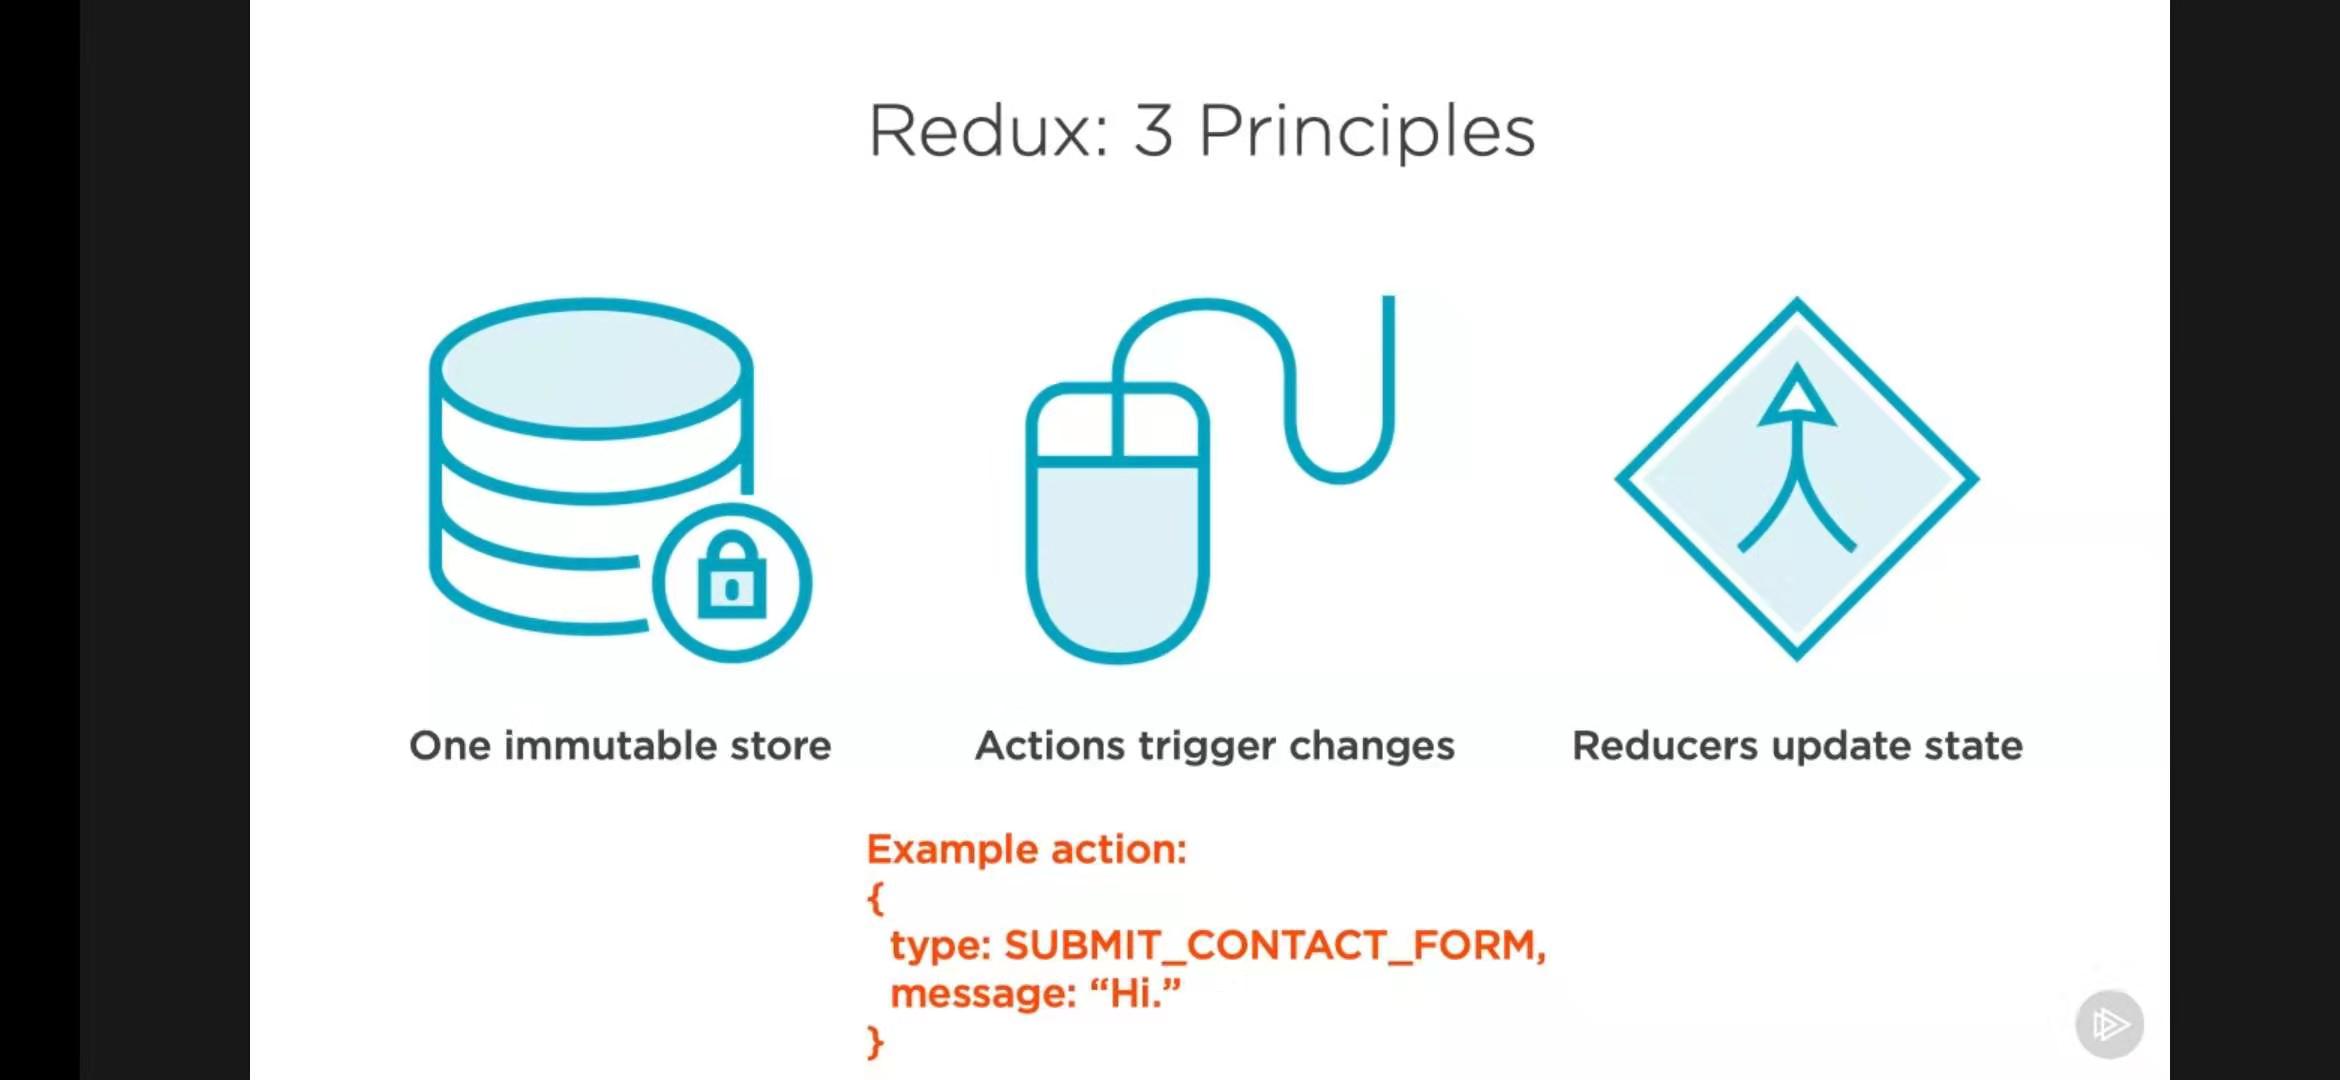 Redux: 3 Principles
One immutable store
Actions trigger changes
Reducers update state
Example action:
{
type: SUBMIT_CONTACT_FORM,
message: “Hi.”
}